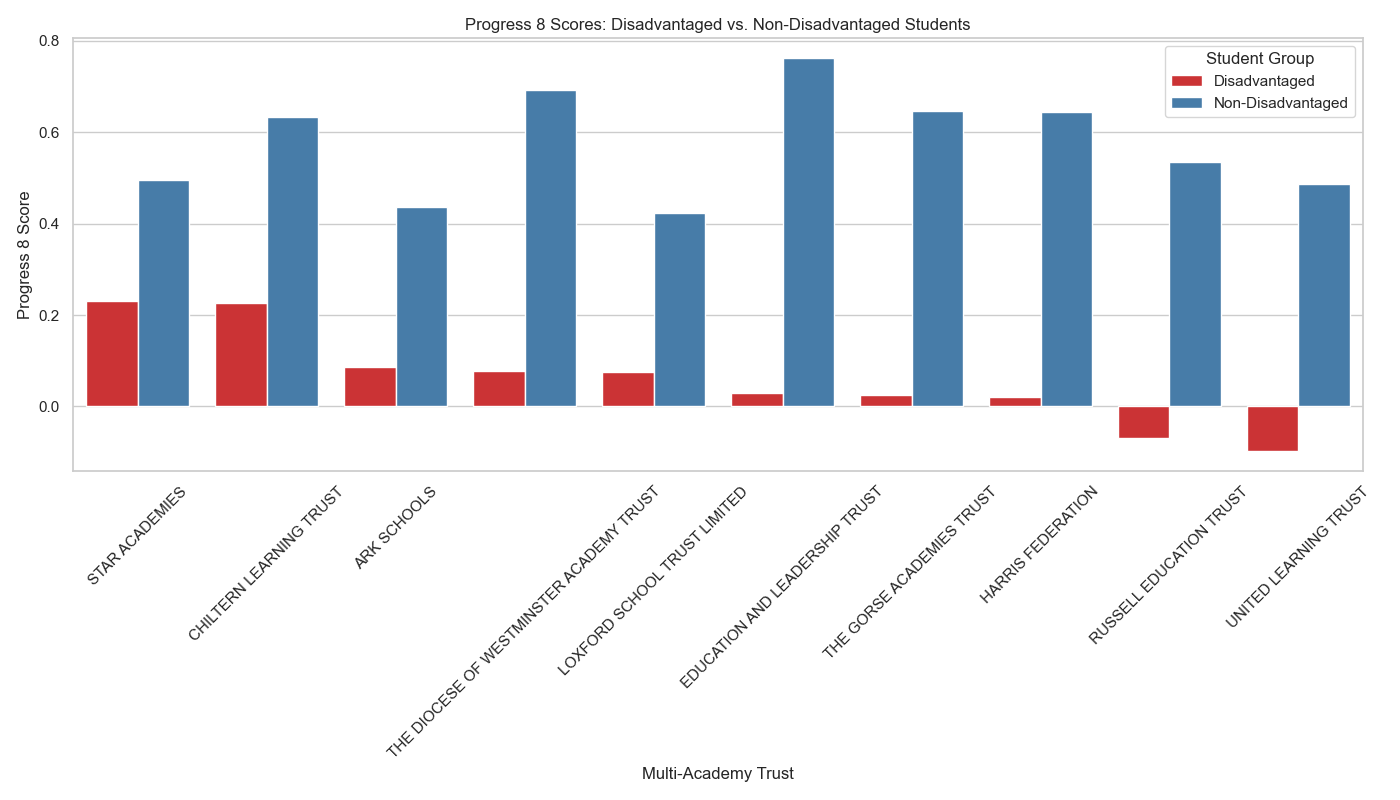 Progress 8 Scores: Disadvantaged vs. Non-Disadvantaged Students
Student Group
Disadvantaged
Non-Disadvantaged
Progress 8 Score
0.8
0.6
0.4
0.2
0.0
STAR ACADEMIES
CHILTERN LEARNING TRUST
ARK SCHOOLS
THE DIOCESE OF WESTMINSTER ACADEMY TRUST
LOXFORD SCHOOL TRUST LIMITED
EDUCATION AND LEADERSHIP TRUST
THE GORSE ACADEMIES TRUST
HARRIS FEDERATION
RUSSELL EDUCATION TRUST
UNITED LEARNING TRUST
Multi-Academy Trust